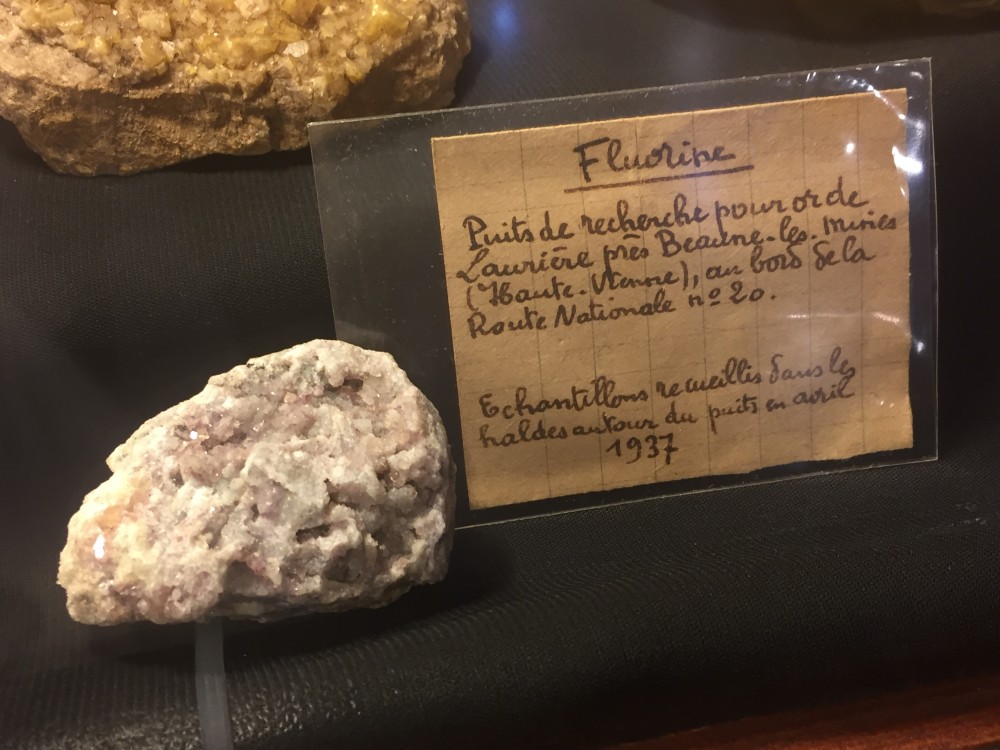 Fluorine
Puits de recherche pour or de
Laurière près Beaune-les-Mines
(Haute-Vienne), au bord de la
Route Nationale nº 20.
Echantillons recueillis dans les
haldes autour du puits en avril
1937